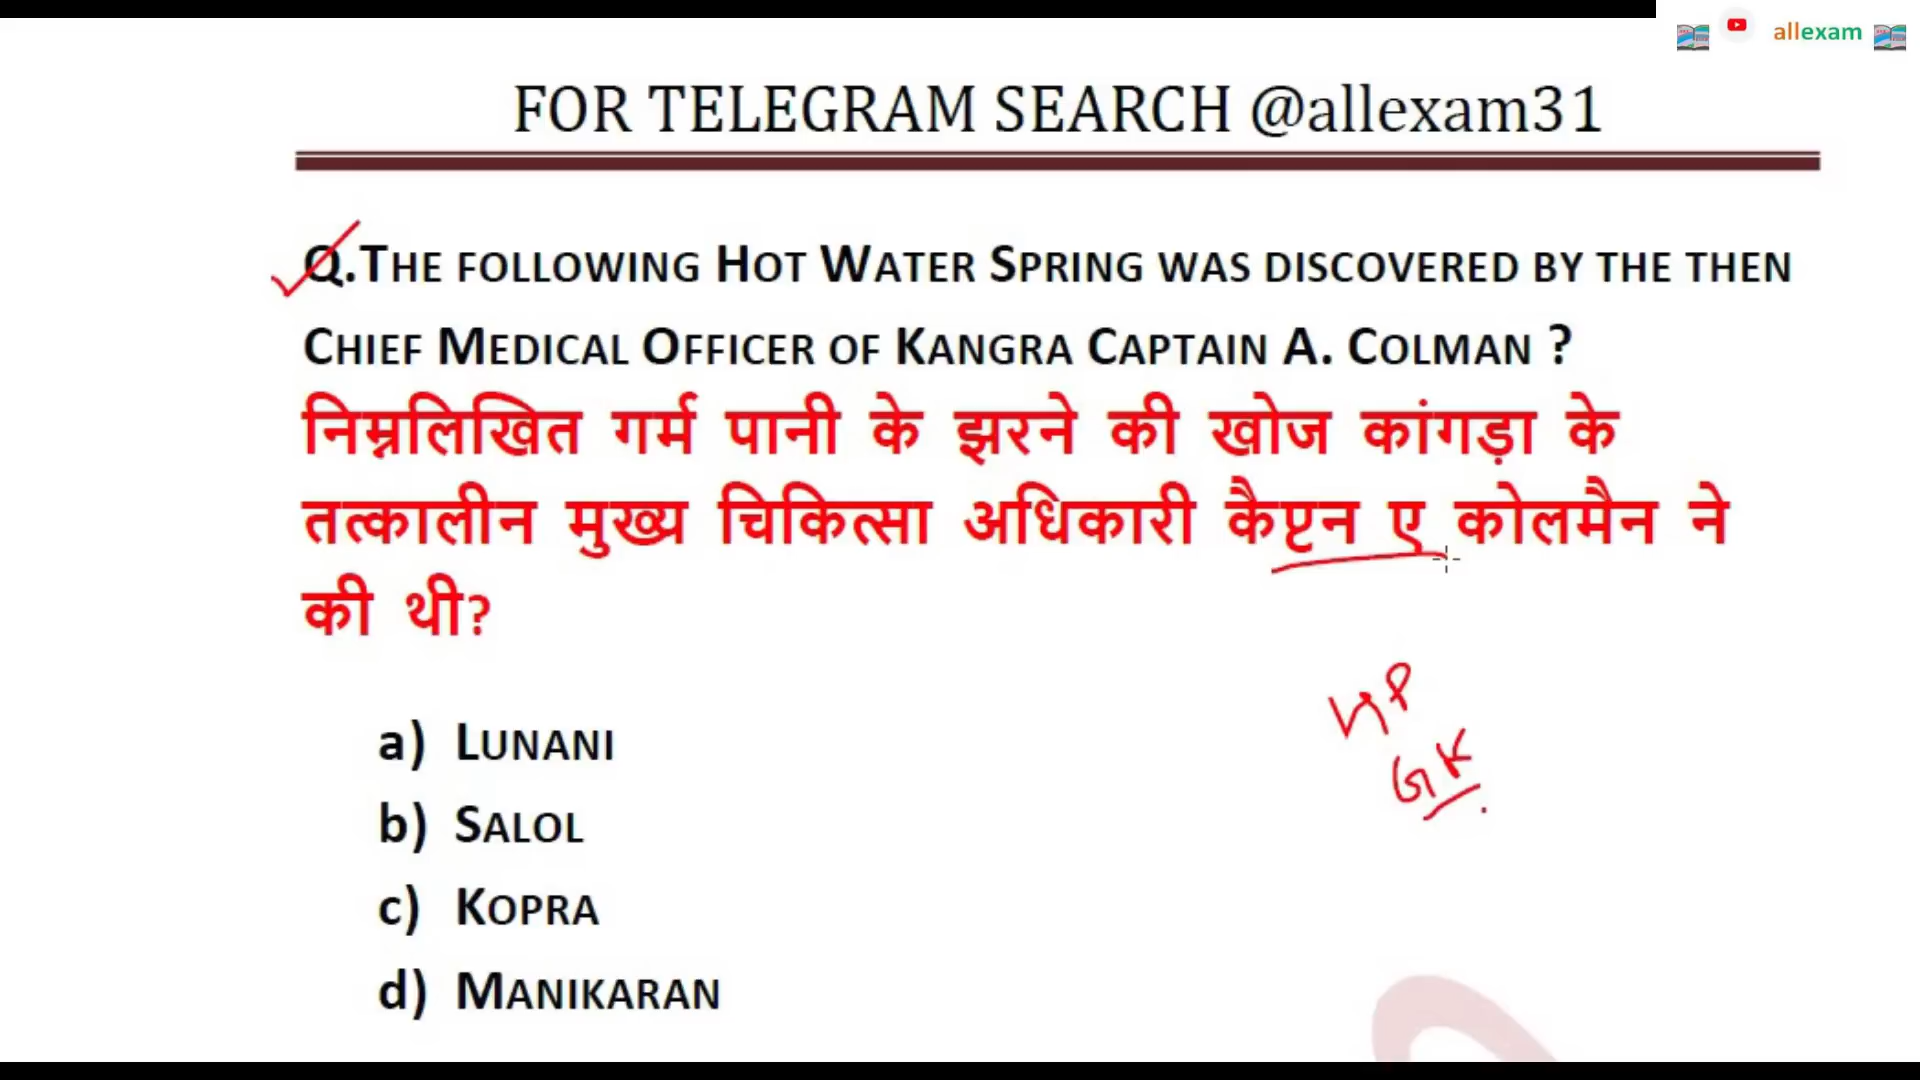 allexam
FOR TELEGRAM SEARCH @allexam31
Q.THE FOLLOWING HOT WATER SPRING WAS DISCOVERED BY THE THEN
CHIEF MEDICAL OFFICER OF KANGRA CAPTAIN A. COLMAN ?
निम्नलिखित गर्म पानी के झरने की खोज कांगड़ा के
तत्कालीन मुख्य चिकित्सा अधिकारी कैप्टन ए कोलमैन ने
की थी?
HP
GK
a) LUNANI
b) SALOL
c) KOPRA
d) MANIKARAN